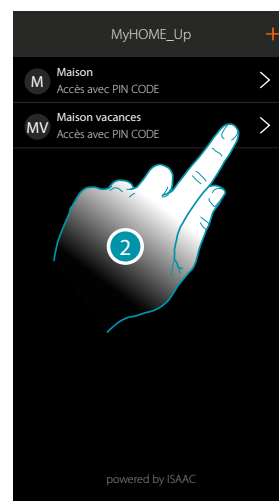 MyHOME_Up
+
M
Maison
Accès avec PIN CODE
MV
Maison vacances
Accès avec PIN CODE
2
powered by ISAAC